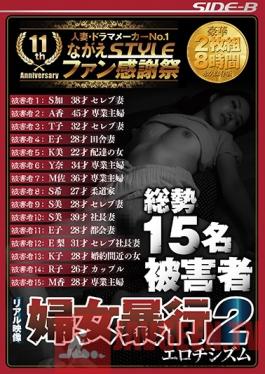 SIDE-B
11th
Anniversary
人妻・ドラマメーカーNo.1
ながえSTYLE
ファン感謝祭
豪華
2枚組
8時間
被害者1：S加 38才セレブ妻
被害者2：A香 45才専業主婦
被害者3：T子 32才セレブ妻
被害者4：E子 28才田舎妻
被害者5：K美 22才配達の女
被害者6：Y奈 34才専業主婦
被害者7：M佐 36才専業主婦
被害者8：S希 27才柔道家
被害者9：S美 28才専業主婦
被害者10：S美 39才社長妻
被害者11：E子 28才都会妻
被害者12：E梨 31才セレブ社長妻
被害者13：K子 28才婚約間近の女
被害者14：R子 26才カップル
被害者15：M香 28才専業主婦
総勢
15名
被害者
リアル映像
婦女暴行2
エロチシズム